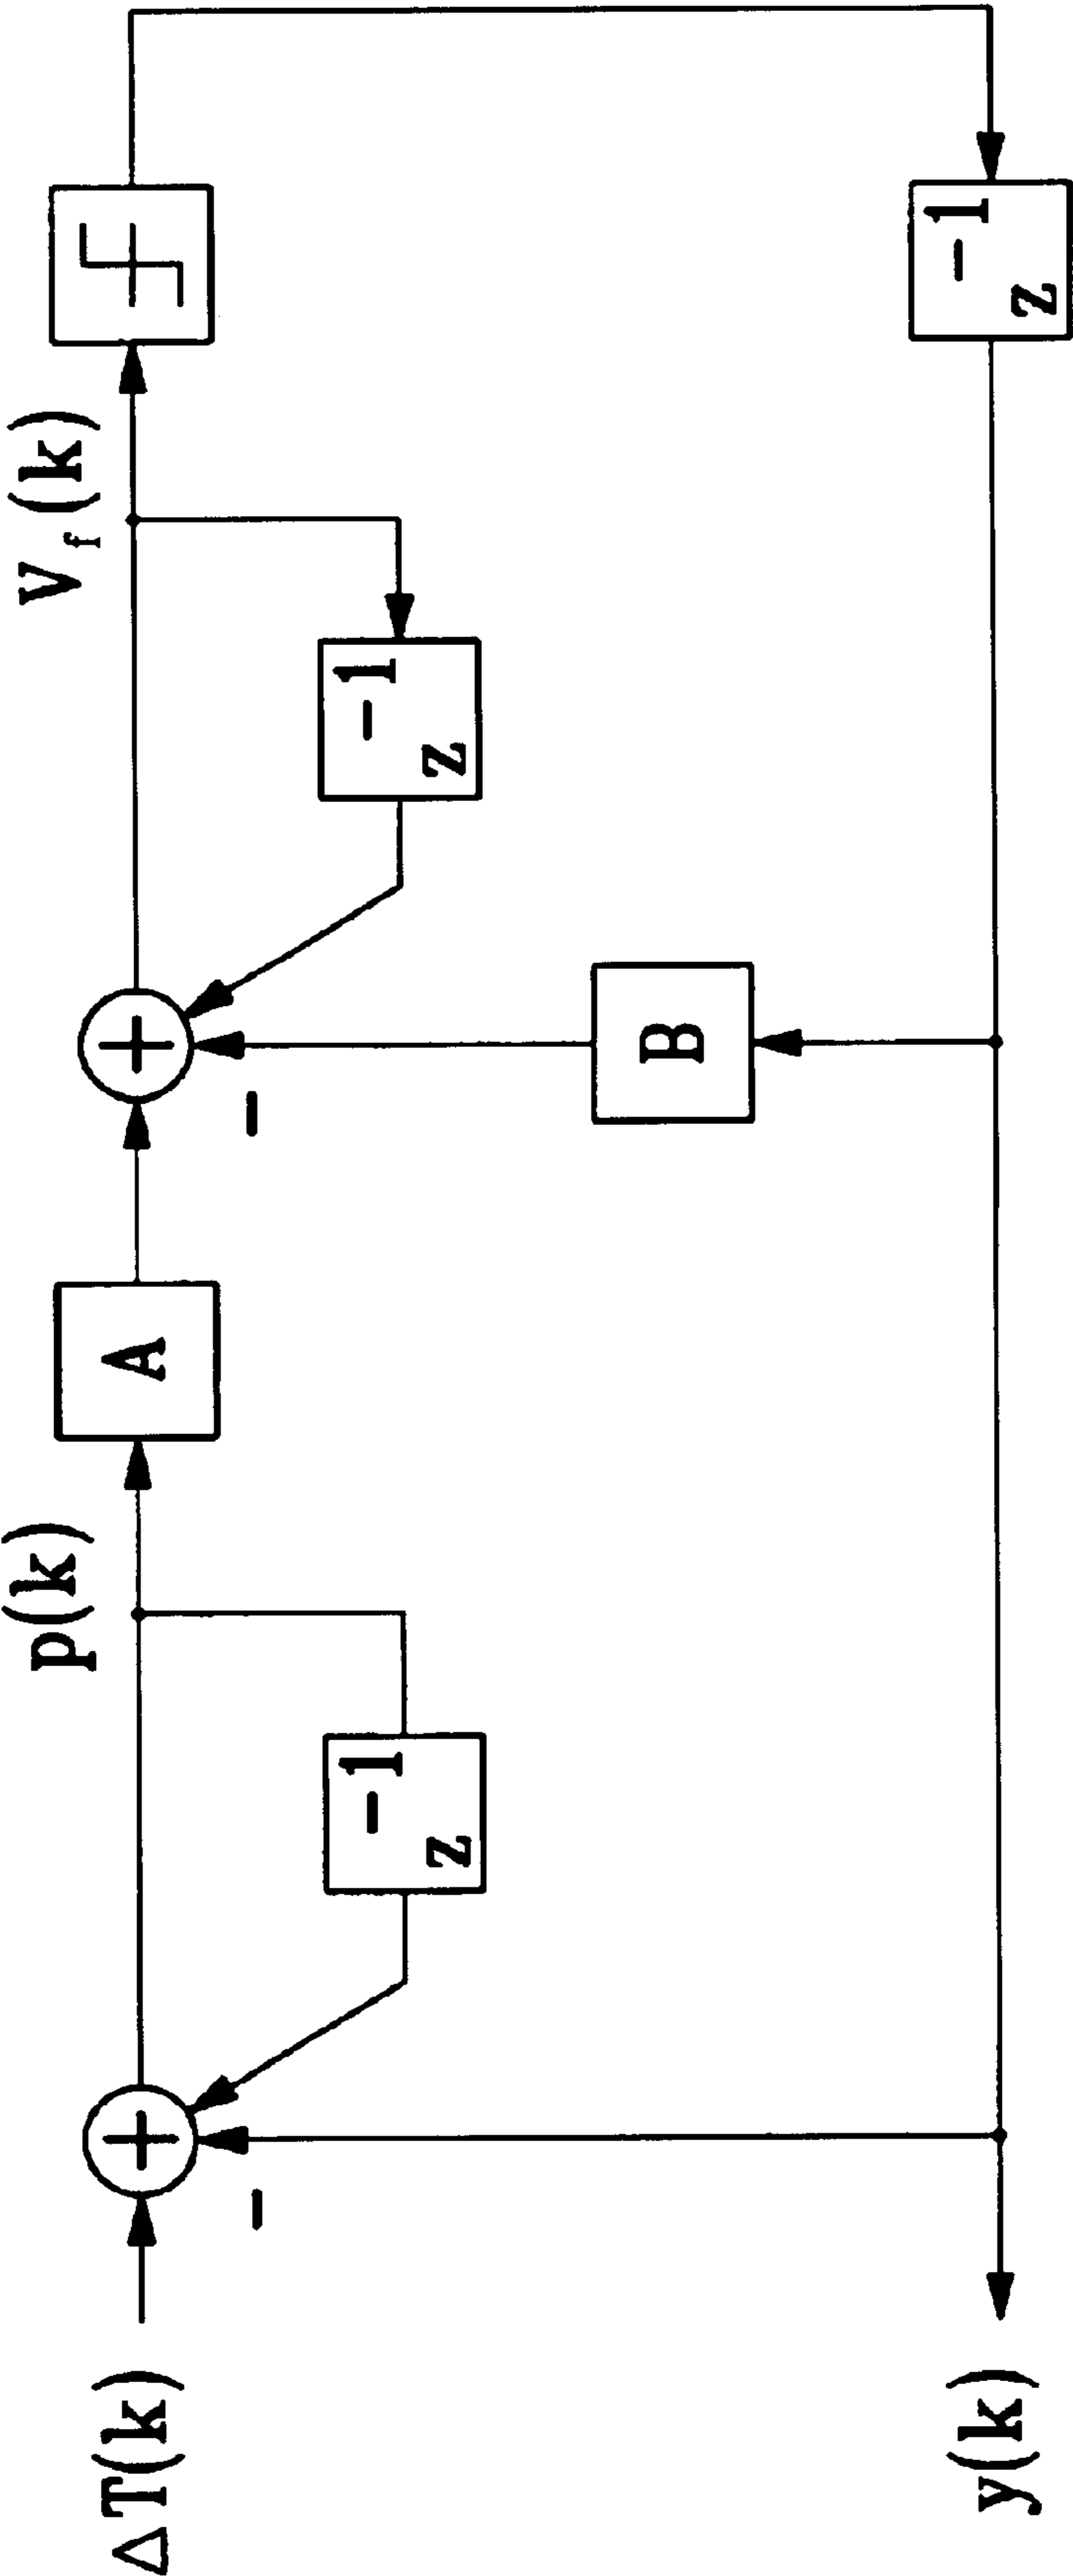 ΔT(k)
p(k)
V_f(k)
+
A
+
−
z⁻¹
−
z⁻¹
B
z⁻¹
y(k)